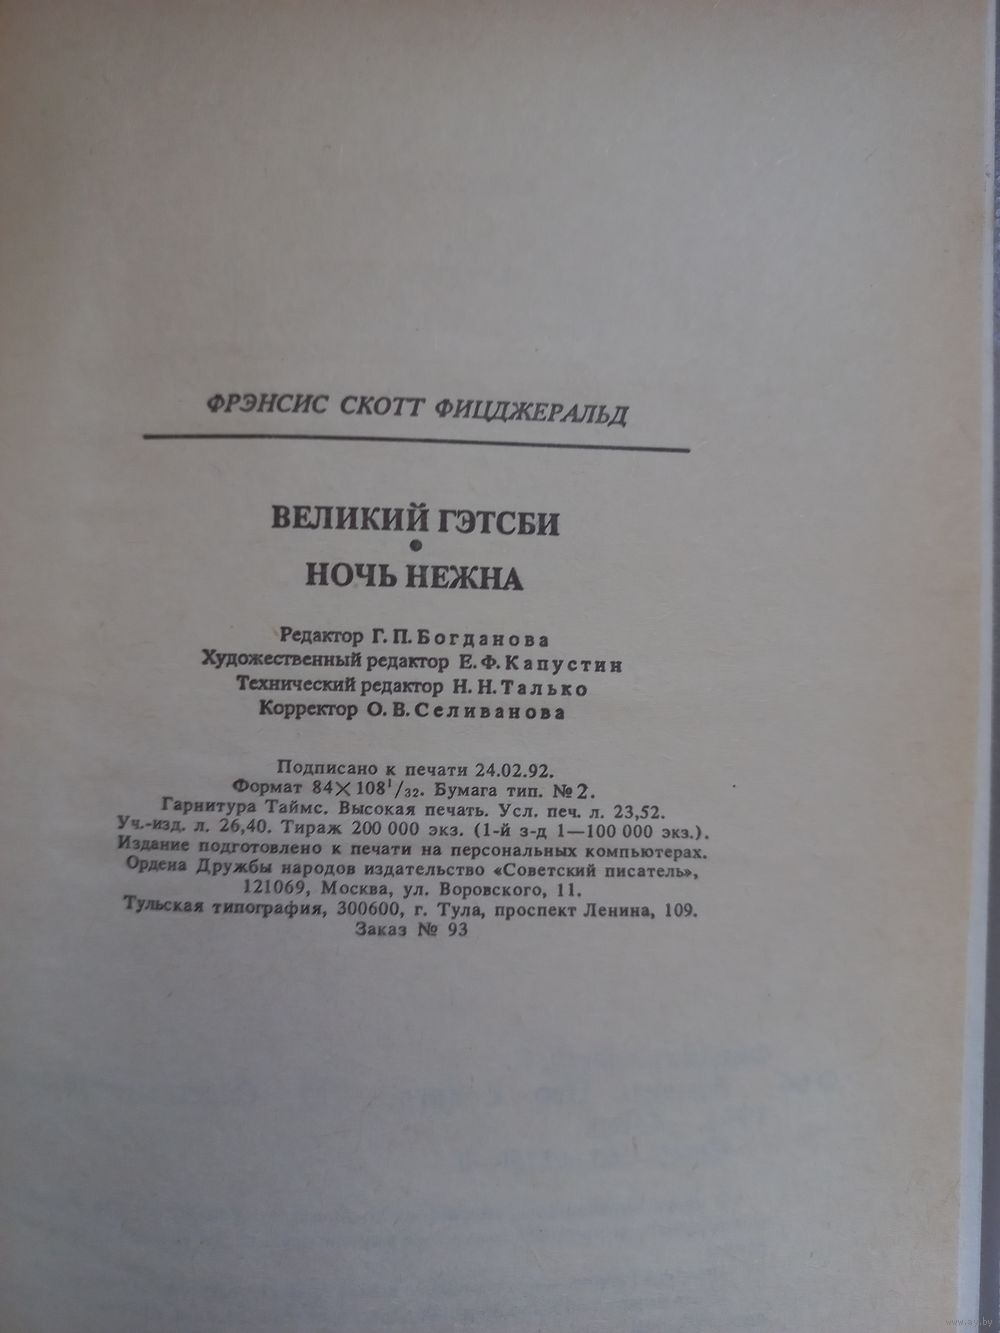 ФРЭНСИС СКОТТ ФИЦДЖЕРАЛЬД
ВЕЛИКИЙ ГЭТСБИ
•
НОЧЬ НЕЖНА
Редактор Г. П. Богданова
Художественный редактор Е. Ф. Капустин
Технический редактор Н. Н. Талько
Корректор О. В. Селиванова
Подписано к печати 24.02.92.
Формат 84×108¹/₃₂. Бумага тип. №2.
Гарнитура Таймс. Высокая печать. Усл. печ. л. 23,52.
Уч.-изд. л. 26,40. Тираж 200 000 экз. (1-й з-д 1—100 000 экз.).
Издание подготовлено к печати на персональных компьютерах.
Ордена Дружбы народов издательство «Советский писатель»,
121069, Москва, ул. Воровского, 11.
Тульская типография, 300600, г. Тула, проспект Ленина, 109.
Заказ № 93
www.ay.by